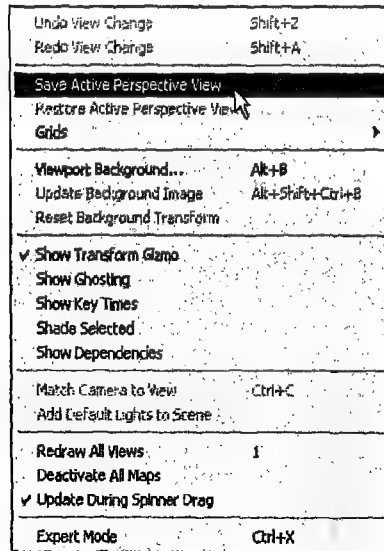 Undo View Change Shift+Z
Redo View Change Shift+A
Save Active Perspective View
Restore Active Perspective View
Grids
Viewport Background... Alt+B
Update Background Image Alt+Shift+Ctrl+B
Reset Background Transform
Show Transform Gizmo
Show Ghosting
Show Key Times
Shade Selected
Show Dependencies
Match Camera to View Ctrl+C
Add Default Lights to Scene
Redraw All Views 1
Deactivate All Maps
Update During Spinner Drag
Expert Mode Ctrl+X